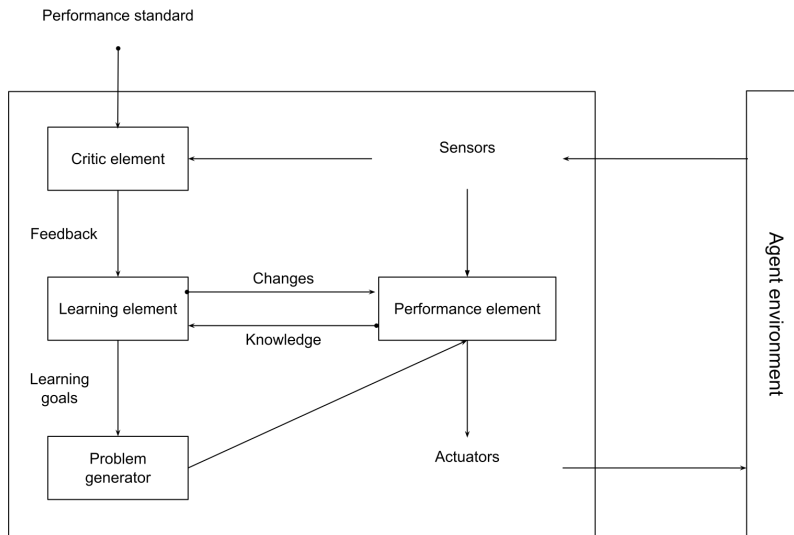 Performance standard
Critic element
Sensors
Feedback
Changes
Learning element
Performance element
Knowledge
Learning
goals
Problem
generator
Actuators
Agent environment